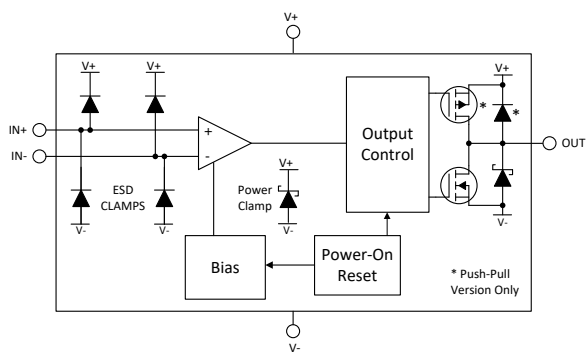 V+
V+
V+
V+
*
*
IN+
IN-
+
-
Output
Control
OUT
ESD
CLAMPS
Power
Clamp
V+
V-
V-
V-
V-
Bias
Power-On
Reset
* Push-Pull
Version Only
V-